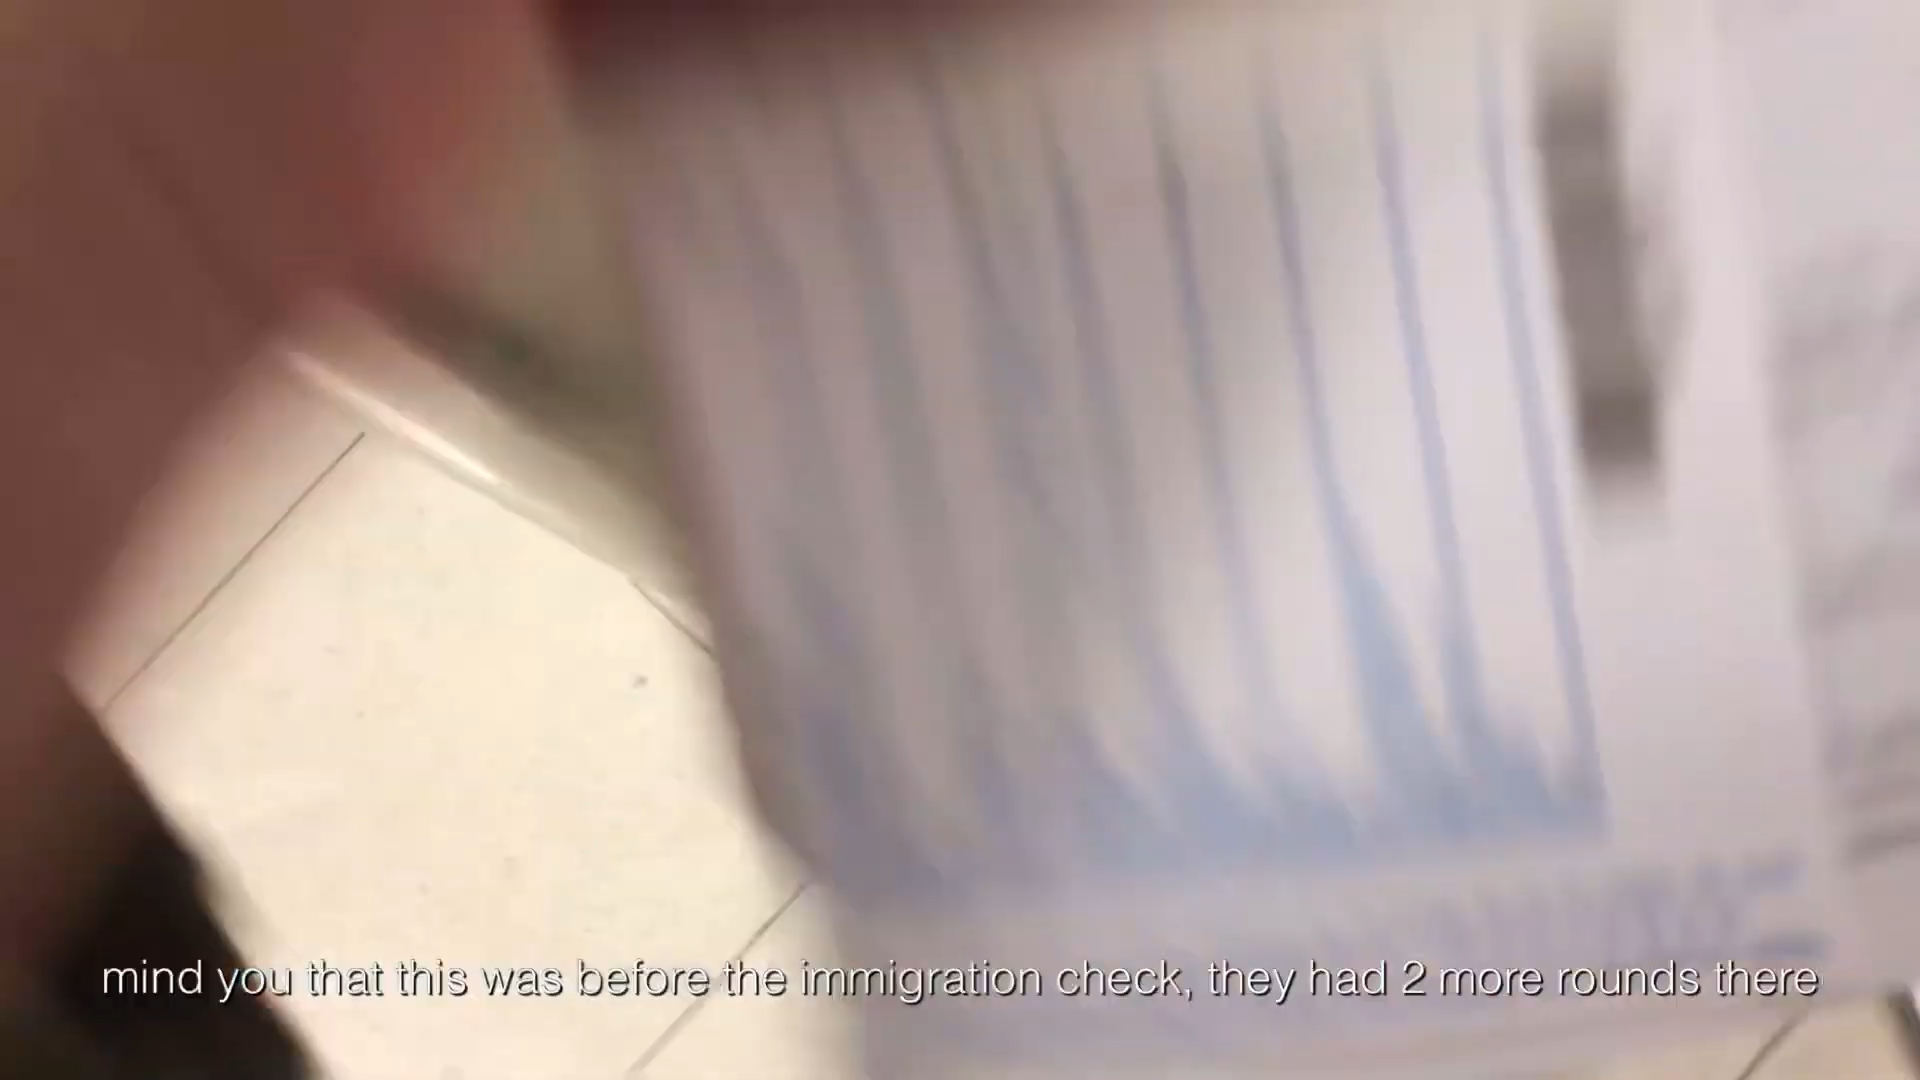 mind you that this was before the immigration check, they had 2 more rounds there